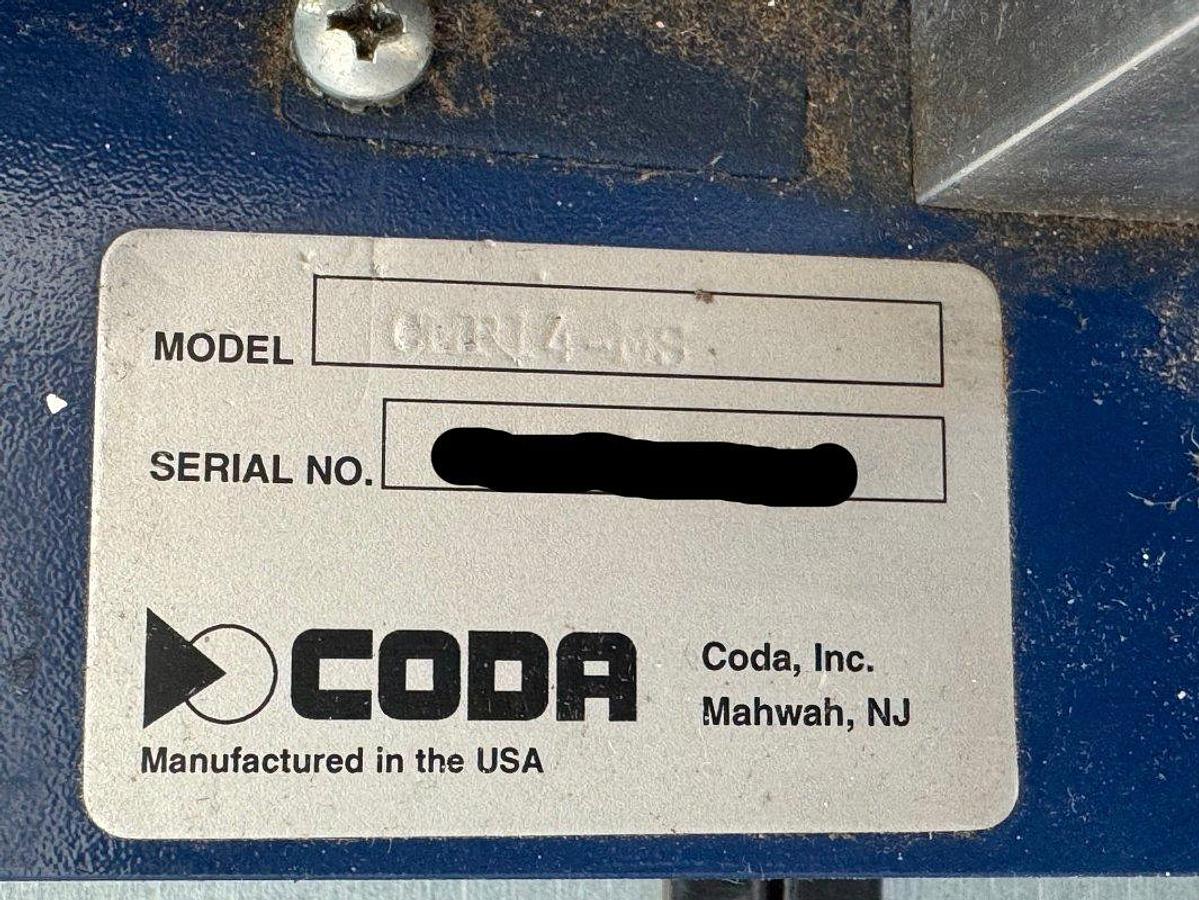 MODEL
SERIAL NO.
CODA
Coda, Inc.
Mahwah, NJ
Manufactured in the USA